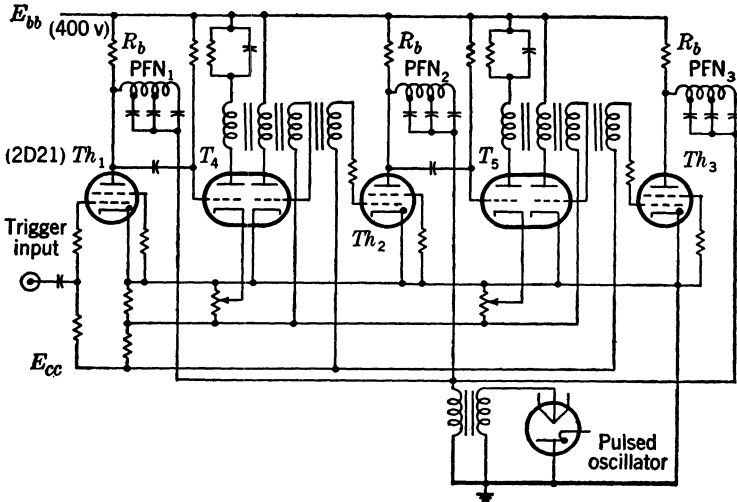 E_bb (400 v)
R_b
PFN_1
R_b
PFN_2
R_b
PFN_3
(2D21) Th_1
T_4
Th_2
T_5
Th_3
Trigger
input
E_cc
Pulsed
oscillator